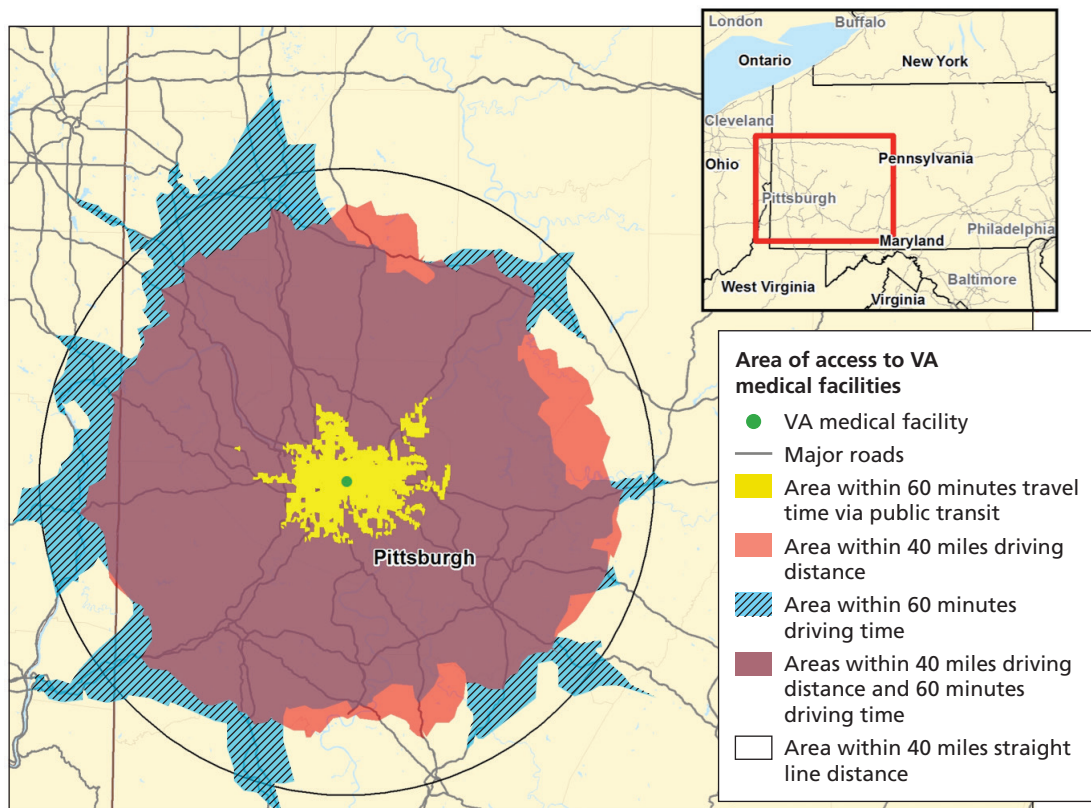 London
Buffalo
Ontario
New York
Cleveland
Ohio
Pennsylvania
Pittsburgh
Philadelphia
Maryland
West Virginia
Baltimore
Virginia
Pittsburgh
Area of access to VA
medical facilities
VA medical facility
Major roads
Area within 60 minutes travel
time via public transit
Area within 40 miles driving
distance
Area within 60 minutes
driving time
Areas within 40 miles driving
distance and 60 minutes
driving time
Area within 40 miles straight
line distance